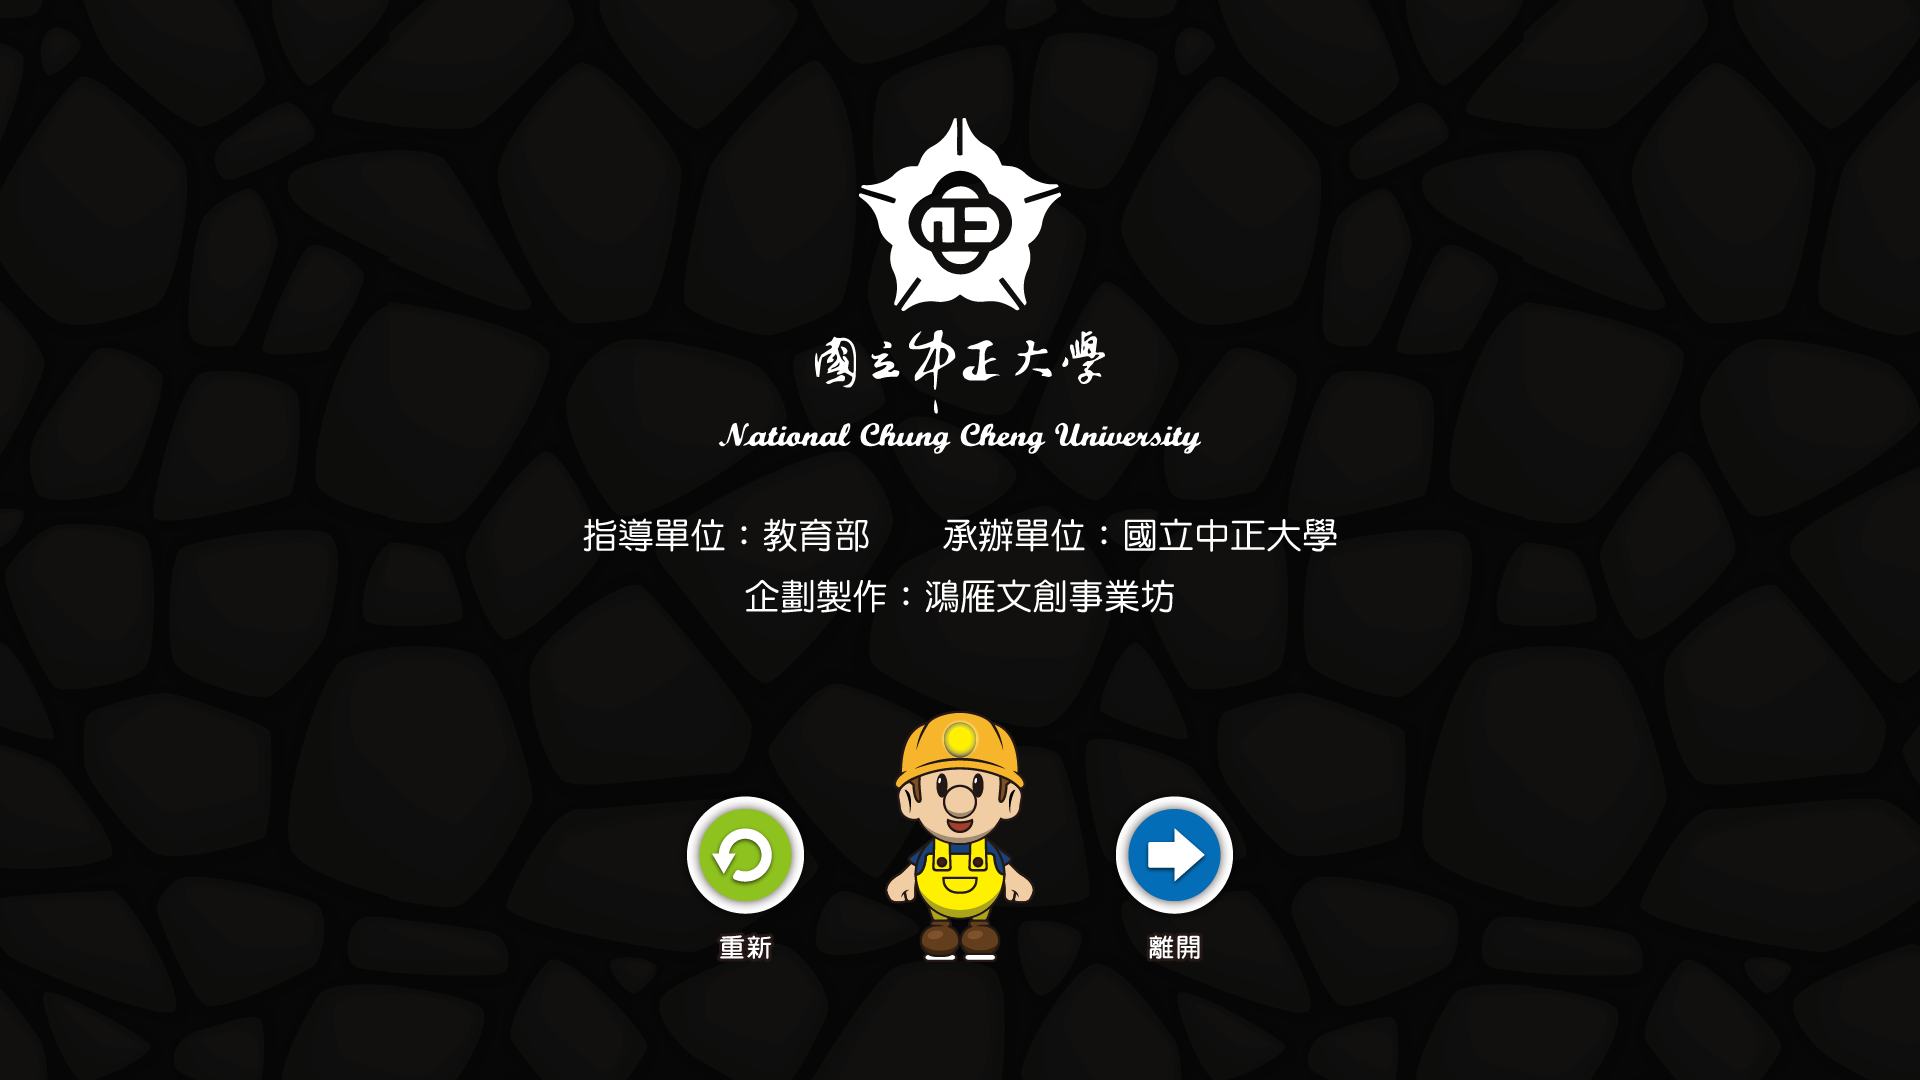 正
國立中正大學
National Chung Cheng University
指導單位：教育部 承辦單位：國立中正大學
企劃製作：鴻雁文創事業坊
重新 離開